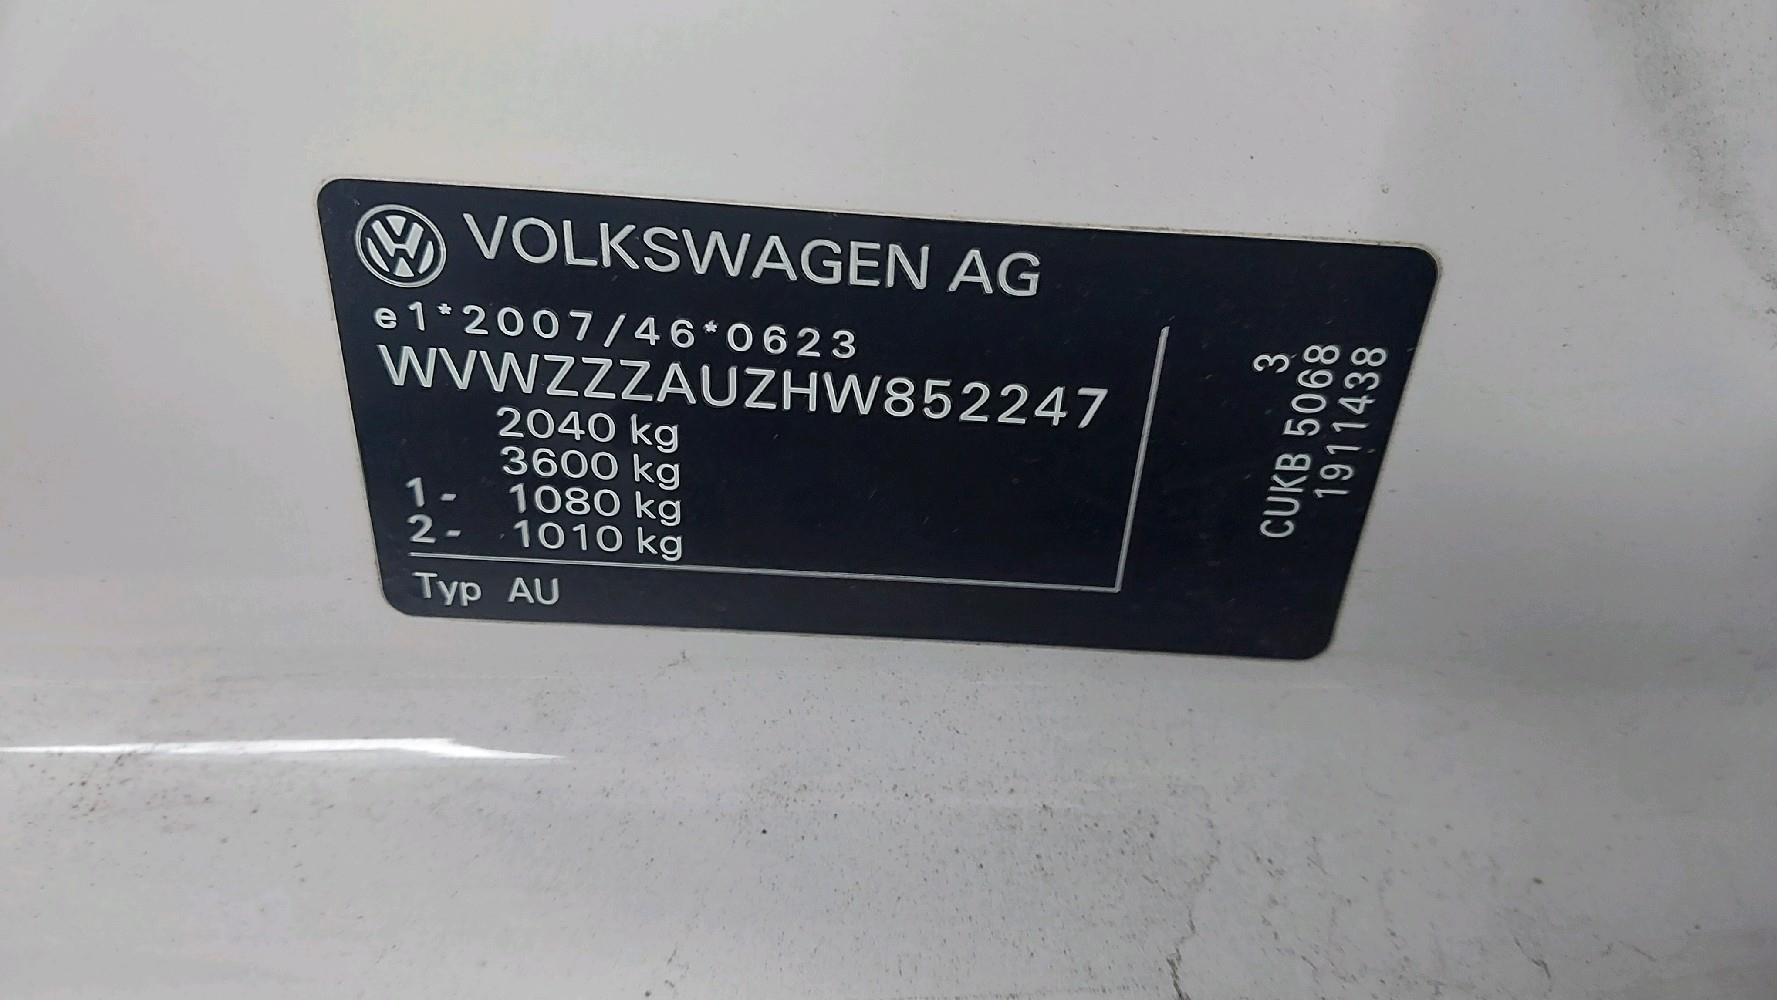 VOLKSWAGEN AG
e1*2007/46*0623
WVWZZZAUZHW852247
2040 kg
3600 kg
1- 1080 kg
2- 1010 kg
Typ AU
3
CUKB 5068
19114438